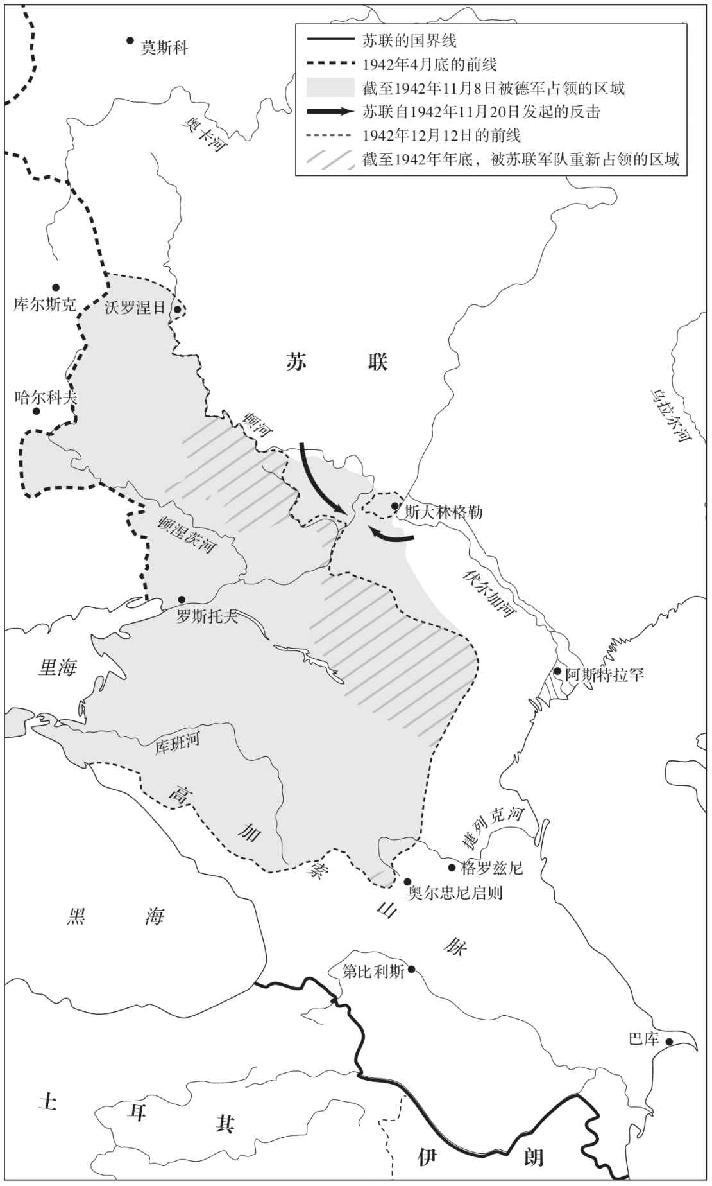 苏联的国界线
1942年4月底的前线
截至1942年11月8日被德军占领的区域
苏联自1942年11月20日发起的反击
1942年12月12日的前线
截至1942年年底，被苏联军队重新占领的区域
莫斯科
奥卡河
库尔斯克
沃罗涅日
苏联
哈尔科夫
乌拉尔河
顿河
斯大林格勒
顿涅茨河
伏尔加河
罗斯托夫
里海
阿斯特拉罕
库班河
高加索山脉
捷列克河
格罗兹尼
奥尔忠尼启则
黑海
第比利斯
巴库
土耳其
伊朗